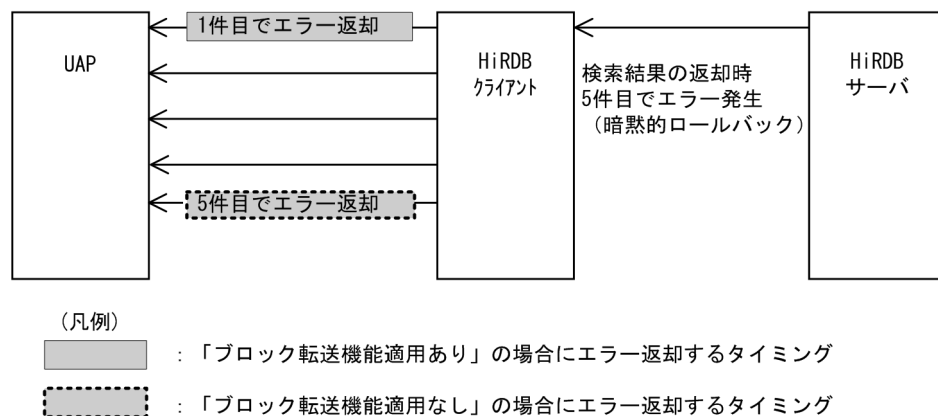 1件目でエラー返却
UAP
HiRDB
クライアント
HiRDB
サーバ
検索結果の返却時
5件目でエラー発生
（暗黙的ロールバック）
5件目でエラー返却
(凡例)
：「ブロック転送機能適用あり」の場合にエラー返却するタイミング
：「ブロック転送機能適用なし」の場合にエラー返却するタイミング